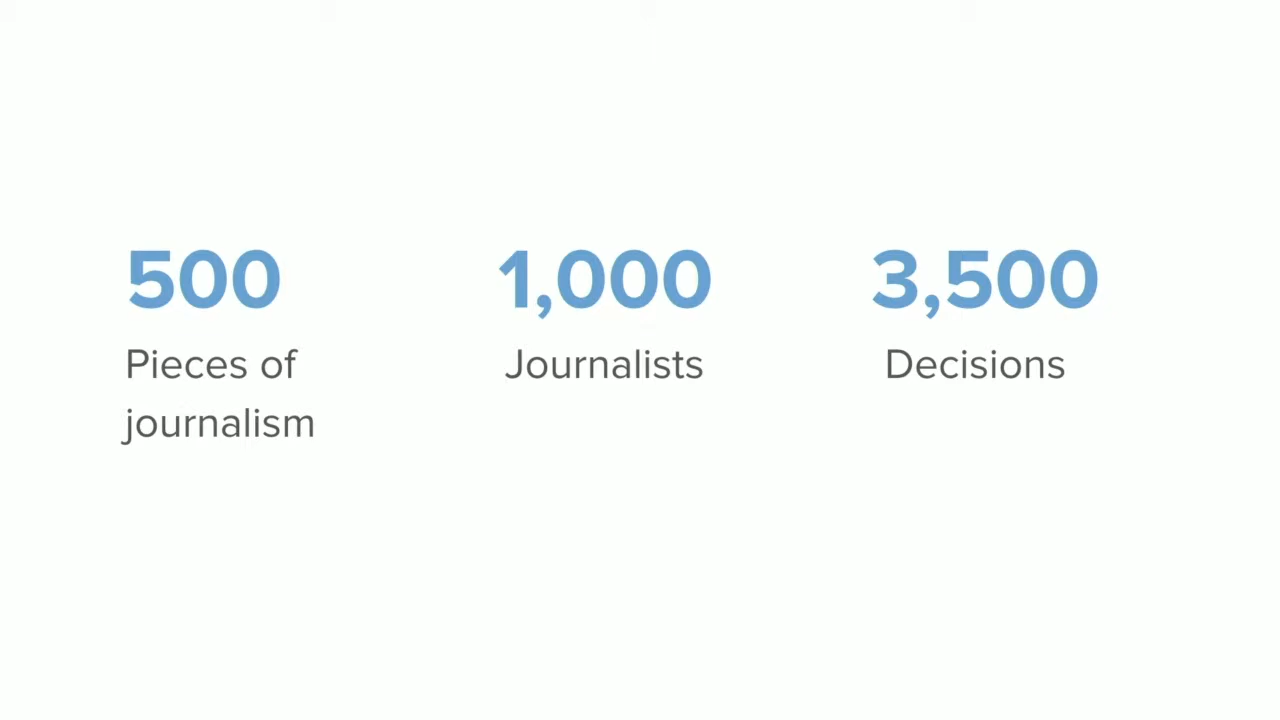 500
Pieces of
journalism
1,000
Journalists
3,500
Decisions